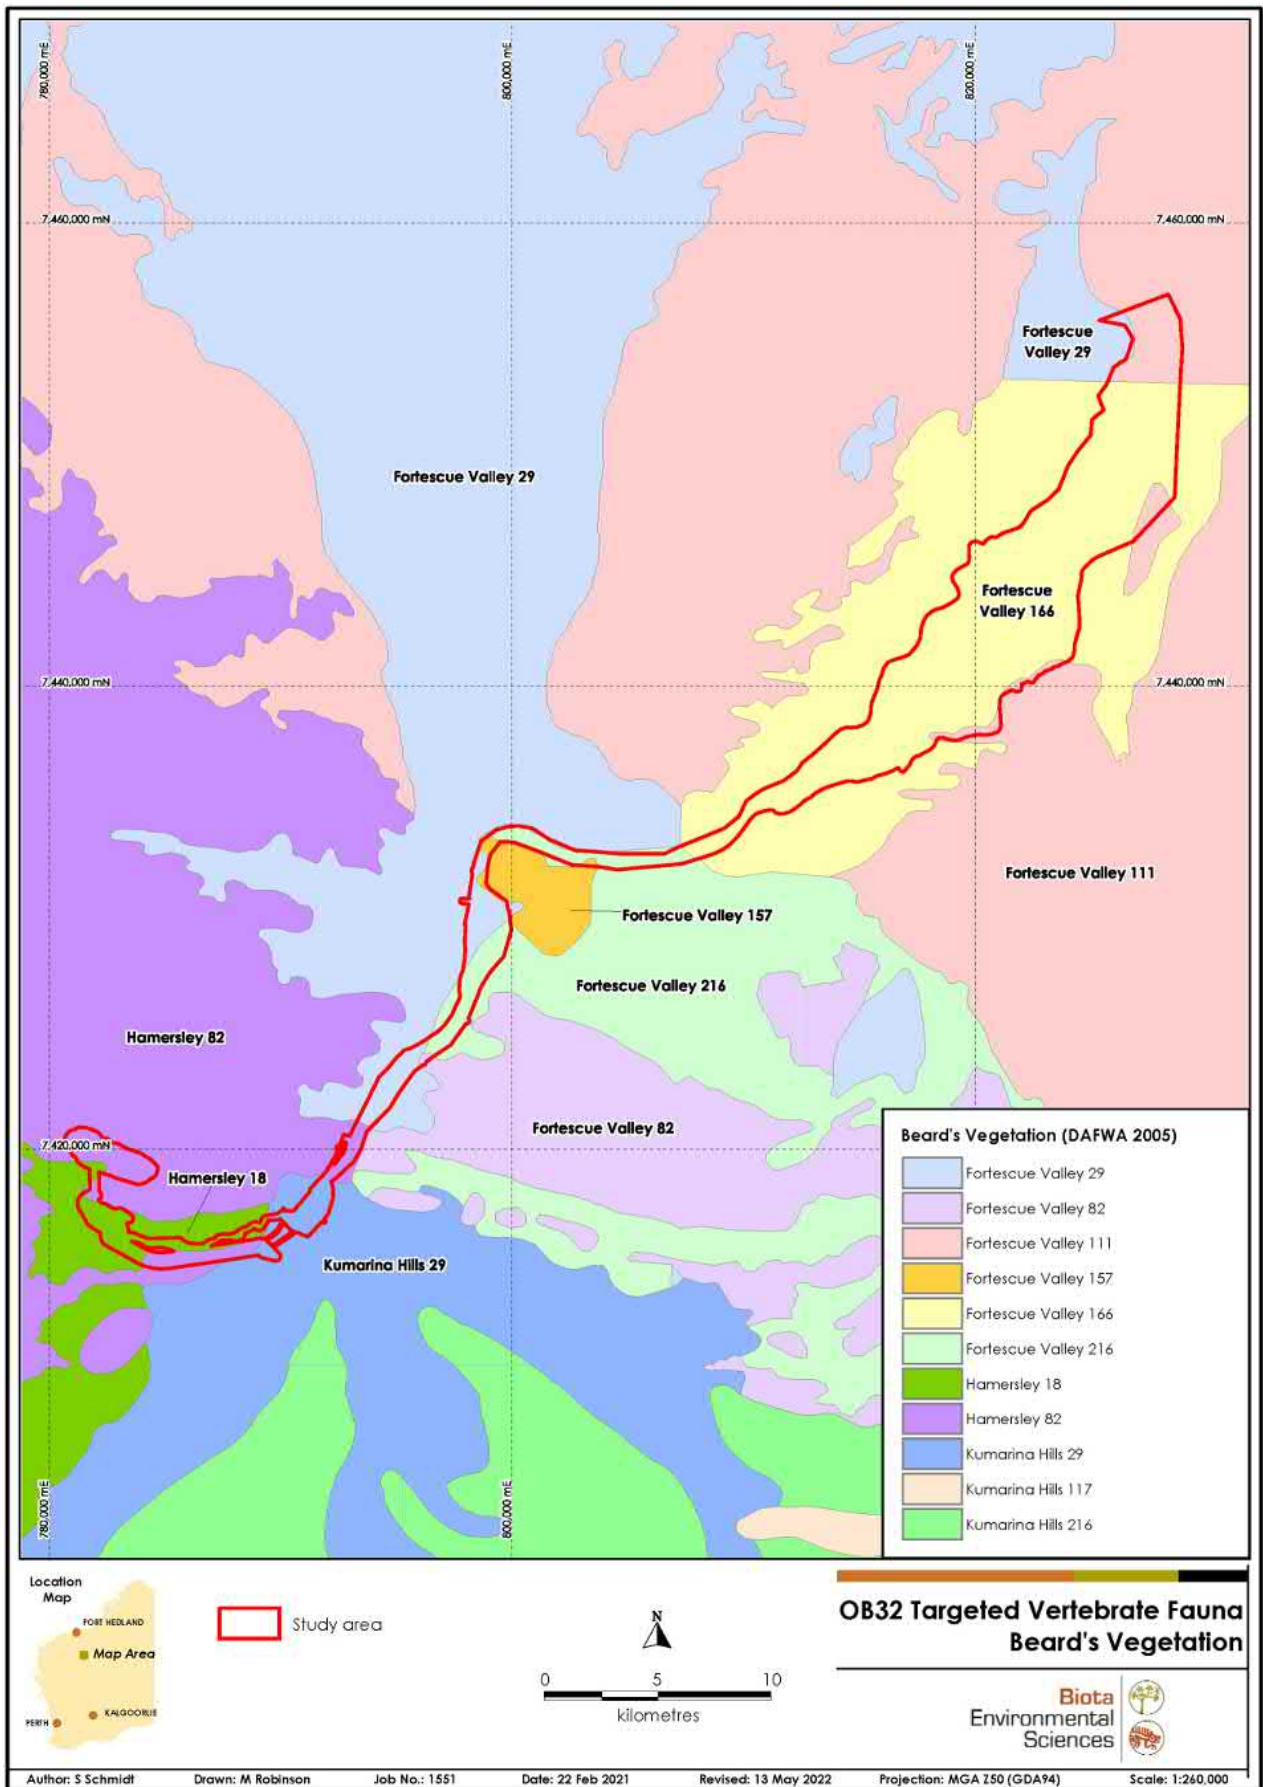 780,000 mE
800,000 mE
820,000 mE
7,460,000 mN
7,460,000 mN
Fortescue
Valley 29
Fortescue Valley 29
Fortescue
Valley 166
7,440,000 mN
7,440,000 mN
Fortescue Valley 111
Fortescue Valley 157
Fortescue Valley 216
Hamersley 82
Fortescue Valley 82
7,420,000 mN
Hamersley 18
Kumarina Hills 29
780,000 mE
800,000 mE
Beard's Vegetation (DAFWA 2005)
Fortescue Valley 29
Fortescue Valley 82
Fortescue Valley 111
Fortescue Valley 157
Fortescue Valley 166
Fortescue Valley 216
Hamersley 18
Hamersley 82
Kumarina Hills 29
Kumarina Hills 117
Kumarina Hills 216
Location
Map
PORT HEDLAND
Map Area
KALGOORLIE
PERTH
Study area
N
0 5 10
kilometres
OB32 Targeted Vertebrate Fauna
Beard's Vegetation
Biota
Environmental
Sciences
Author: S Schmidt Drawn: M Robinson Job No.: 1551 Date: 22 Feb 2021 Revised: 13 May 2022 Projection: MGA Z50 (GDA94) Scale: 1:260,000